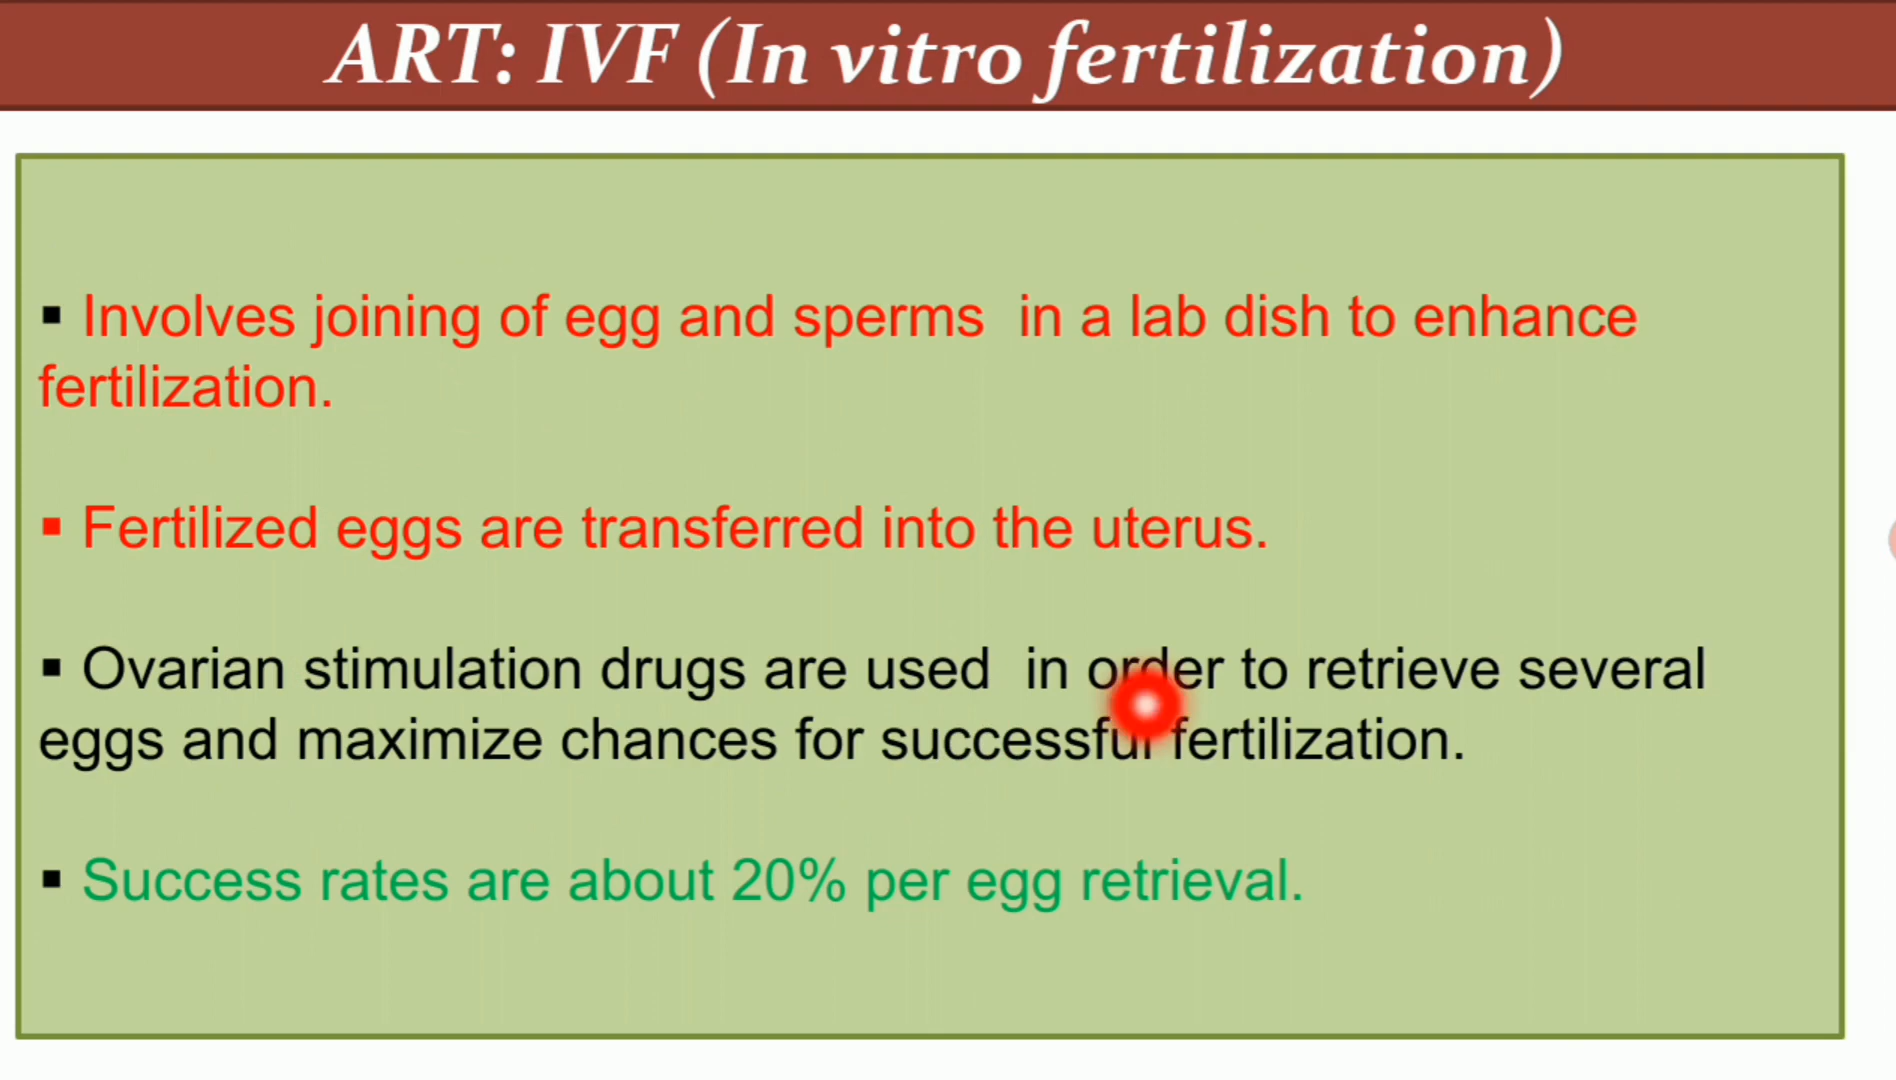 ART: IVF (In vitro fertilization)
▪ Involves joining of egg and sperms in a lab dish to enhance
fertilization.
▪ Fertilized eggs are transferred into the uterus.
▪ Ovarian stimulation drugs are used in order to retrieve several
eggs and maximize chances for successful fertilization.
▪ Success rates are about 20% per egg retrieval.